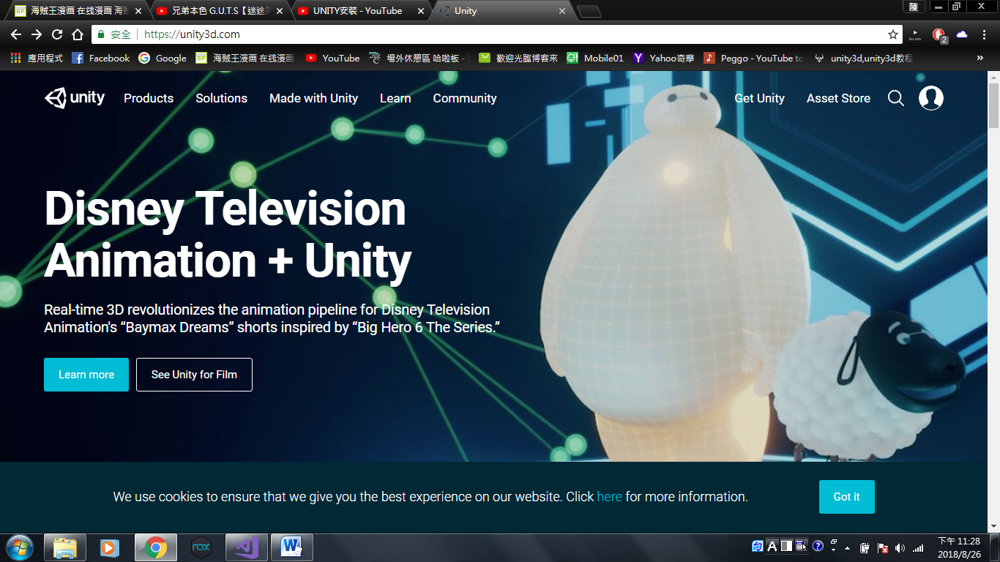 海贼王漫画 在线漫画 海贼
兄弟本色 G.U.T.S【迷途
UNITY安裝 - YouTube
Unity
陳
安全 https://unity3d.com
No ads
2
應用程式 Facebook Google 海贼王漫画 在线漫画 YouTube 場外休憩區 哈啦板 - 歡迎光臨博客來 Mobile01 Yahoo奇摩 Peggo - YouTube to unity3d,unity3d教程
unity Products Solutions Made with Unity Learn Community Get Unity Asset Store
Disney Television
Animation + Unity
Real-time 3D revolutionizes the animation pipeline for Disney Television
Animation's “Baymax Dreams” shorts inspired by “Big Hero 6 The Series.”
Learn more See Unity for Film
We use cookies to ensure that we give you the best experience on our website. Click here for more information. Got it
nox
下午 11:28
2018/8/26